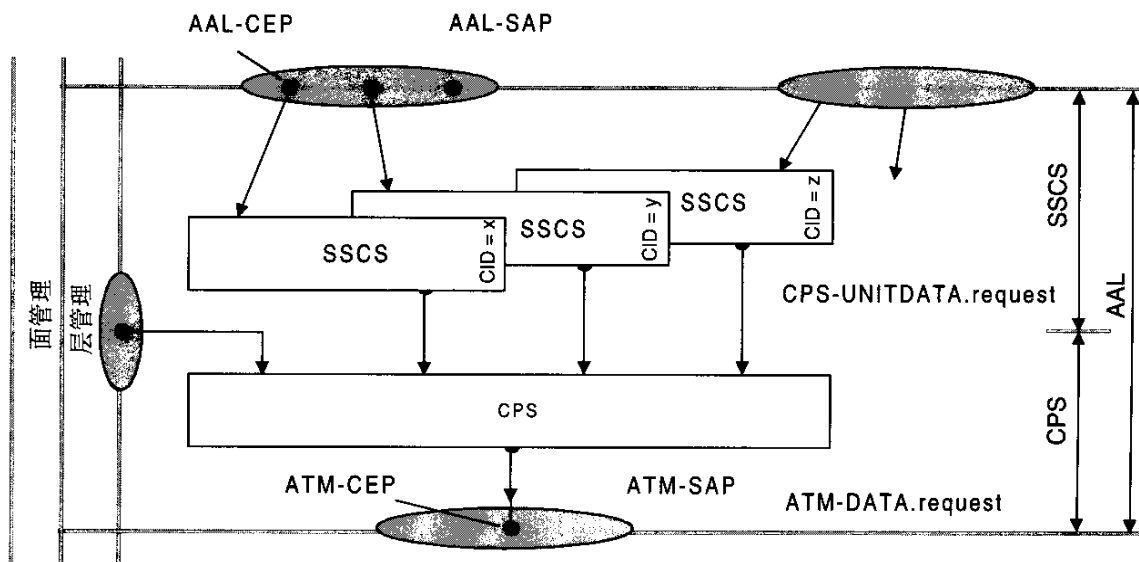 AAL-CEP
AAL-SAP
SSCS
CID = z
SSCS
CID = y
SSCS
CID = x
CPS-UNITDATA.request
SSCS
AAL
面管理
层管理
CPS
CPS
ATM-CEP
ATM-SAP
ATM-DATA.request